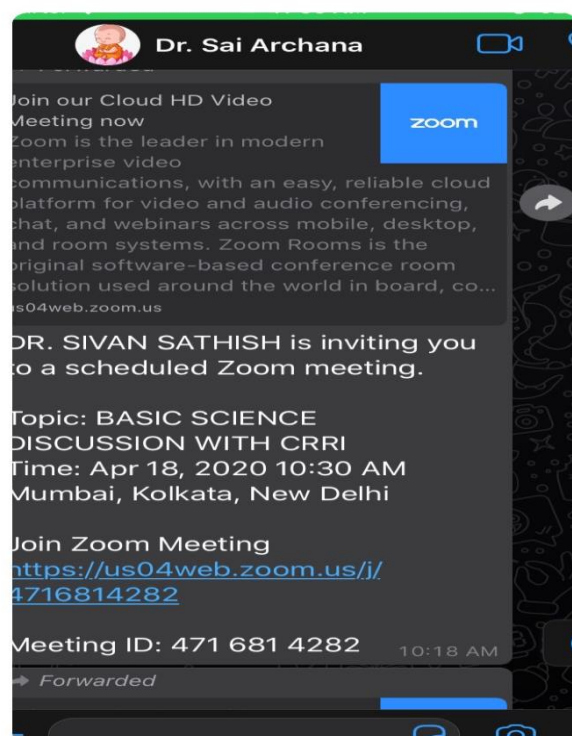 Dr. Sai Archana
Forwarded
Join our Cloud HD Video
Meeting now
zoom
Zoom is the leader in modern
enterprise video
communications, with an easy, reliable cloud
platform for video and audio conferencing,
chat, and webinars across mobile, desktop,
and room systems. Zoom Rooms is the
original software-based conference room
solution used around the world in board, co...
us04web.zoom.us
DR. SIVAN SATHISH is inviting you
to a scheduled Zoom meeting.
Topic: BASIC SCIENCE
DISCUSSION WITH CRRI
Time: Apr 18, 2020 10:30 AM
Mumbai, Kolkata, New Delhi
Join Zoom Meeting
https://us04web.zoom.us/j/
4716814282
Meeting ID: 471 681 4282
10:18 AM
Forwarded